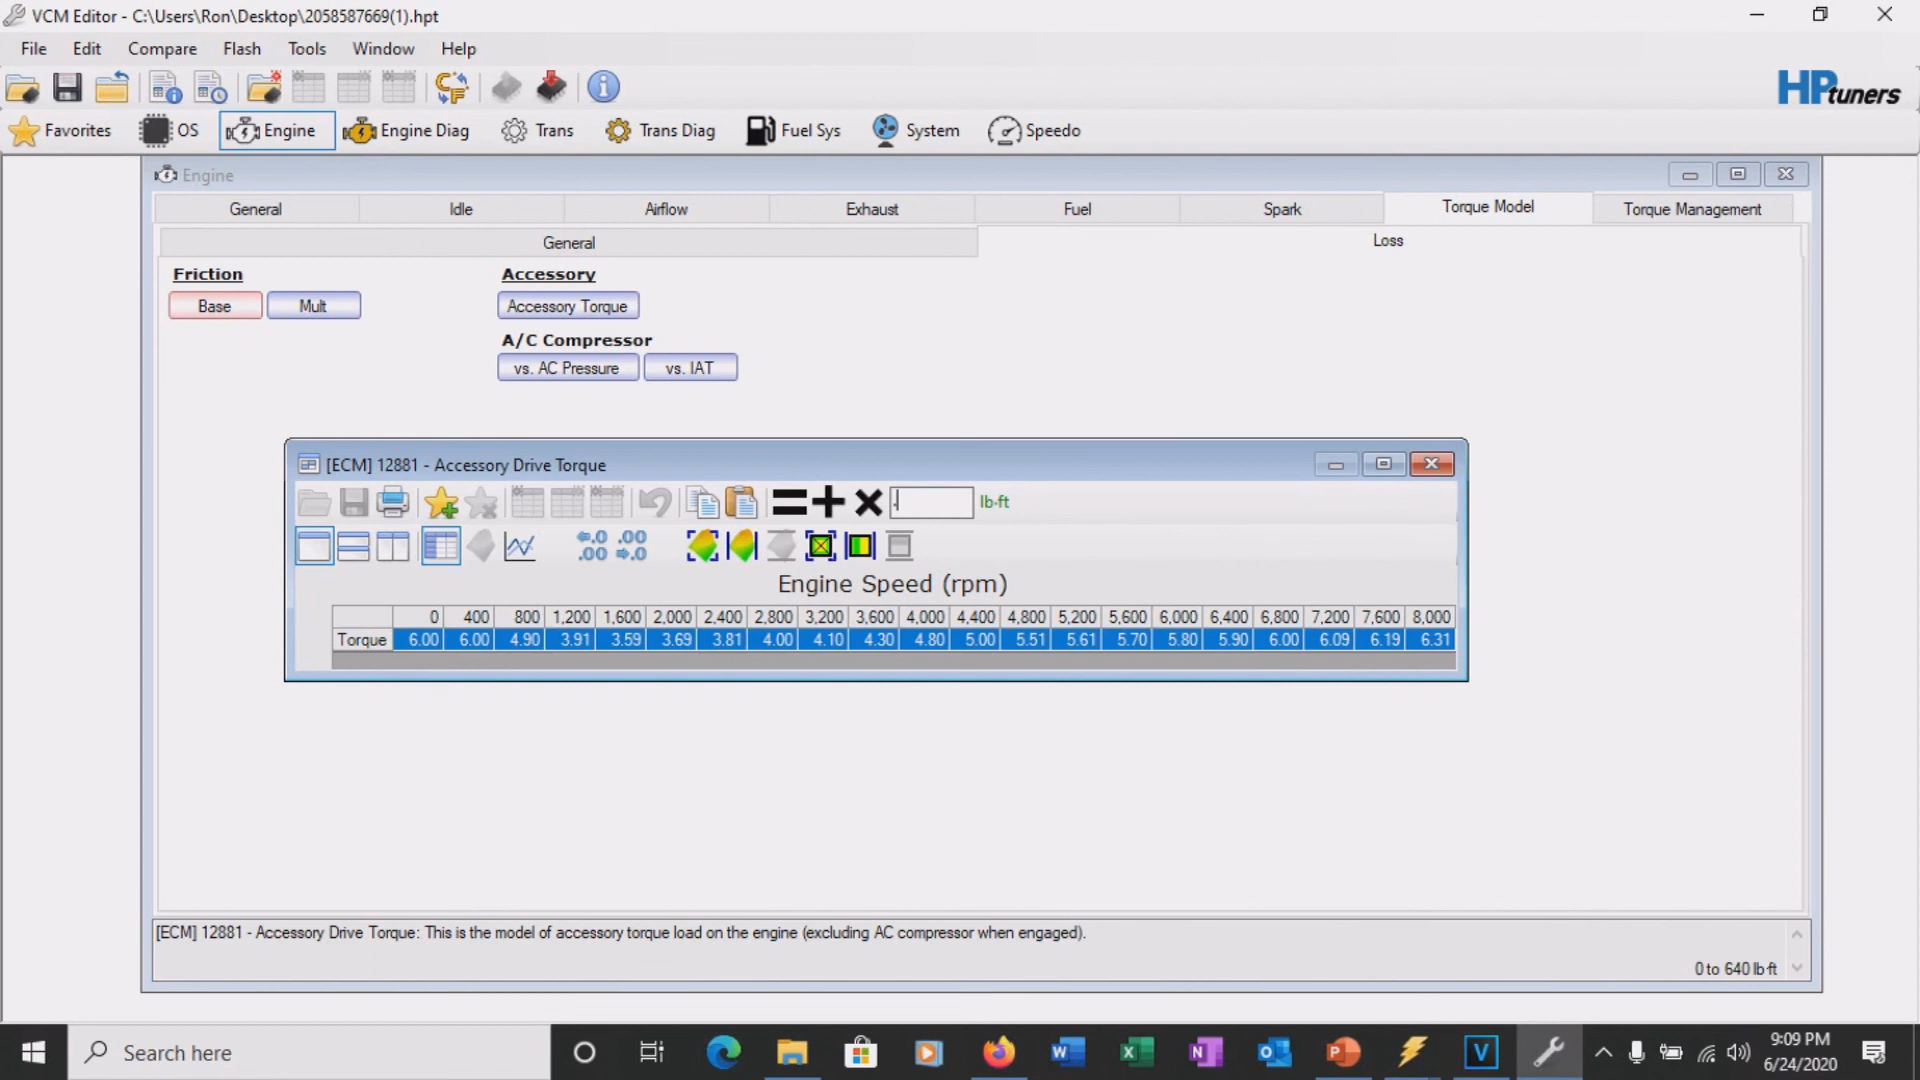 VCM Editor - C:\Users\Ron\Desktop\2058587669(1).hpt
File Edit Compare Flash Tools Window Help
HPtuners
Favorites OS Engine Engine Diag Trans Trans Diag Fuel Sys System Speedo
Engine
General Idle Airflow Exhaust Fuel Spark Torque Model Torque Management
General Loss
Friction Accessory
Base Mult Accessory Torque
A/C Compressor
vs. AC Pressure vs. IAT
[ECM] 12881 - Accessory Drive Torque
lb·ft
.0 .00
.00 .0
Engine Speed (rpm)
0 400 800 1,200 1,600 2,000 2,400 2,800 3,200 3,600 4,000 4,400 4,800 5,200 5,600 6,000 6,400 6,800 7,200 7,600 8,000
Torque 6.00 6.00 4.90 3.91 3.59 3.69 3.81 4.00 4.10 4.30 4.80 5.00 5.51 5.61 5.70 5.80 5.90 6.00 6.09 6.19 6.31
[ECM] 12881 - Accessory Drive Torque: This is the model of accessory torque load on the engine (excluding AC compressor when engaged).
0 to 640 lb·ft
Search here
9:09 PM
6/24/2020